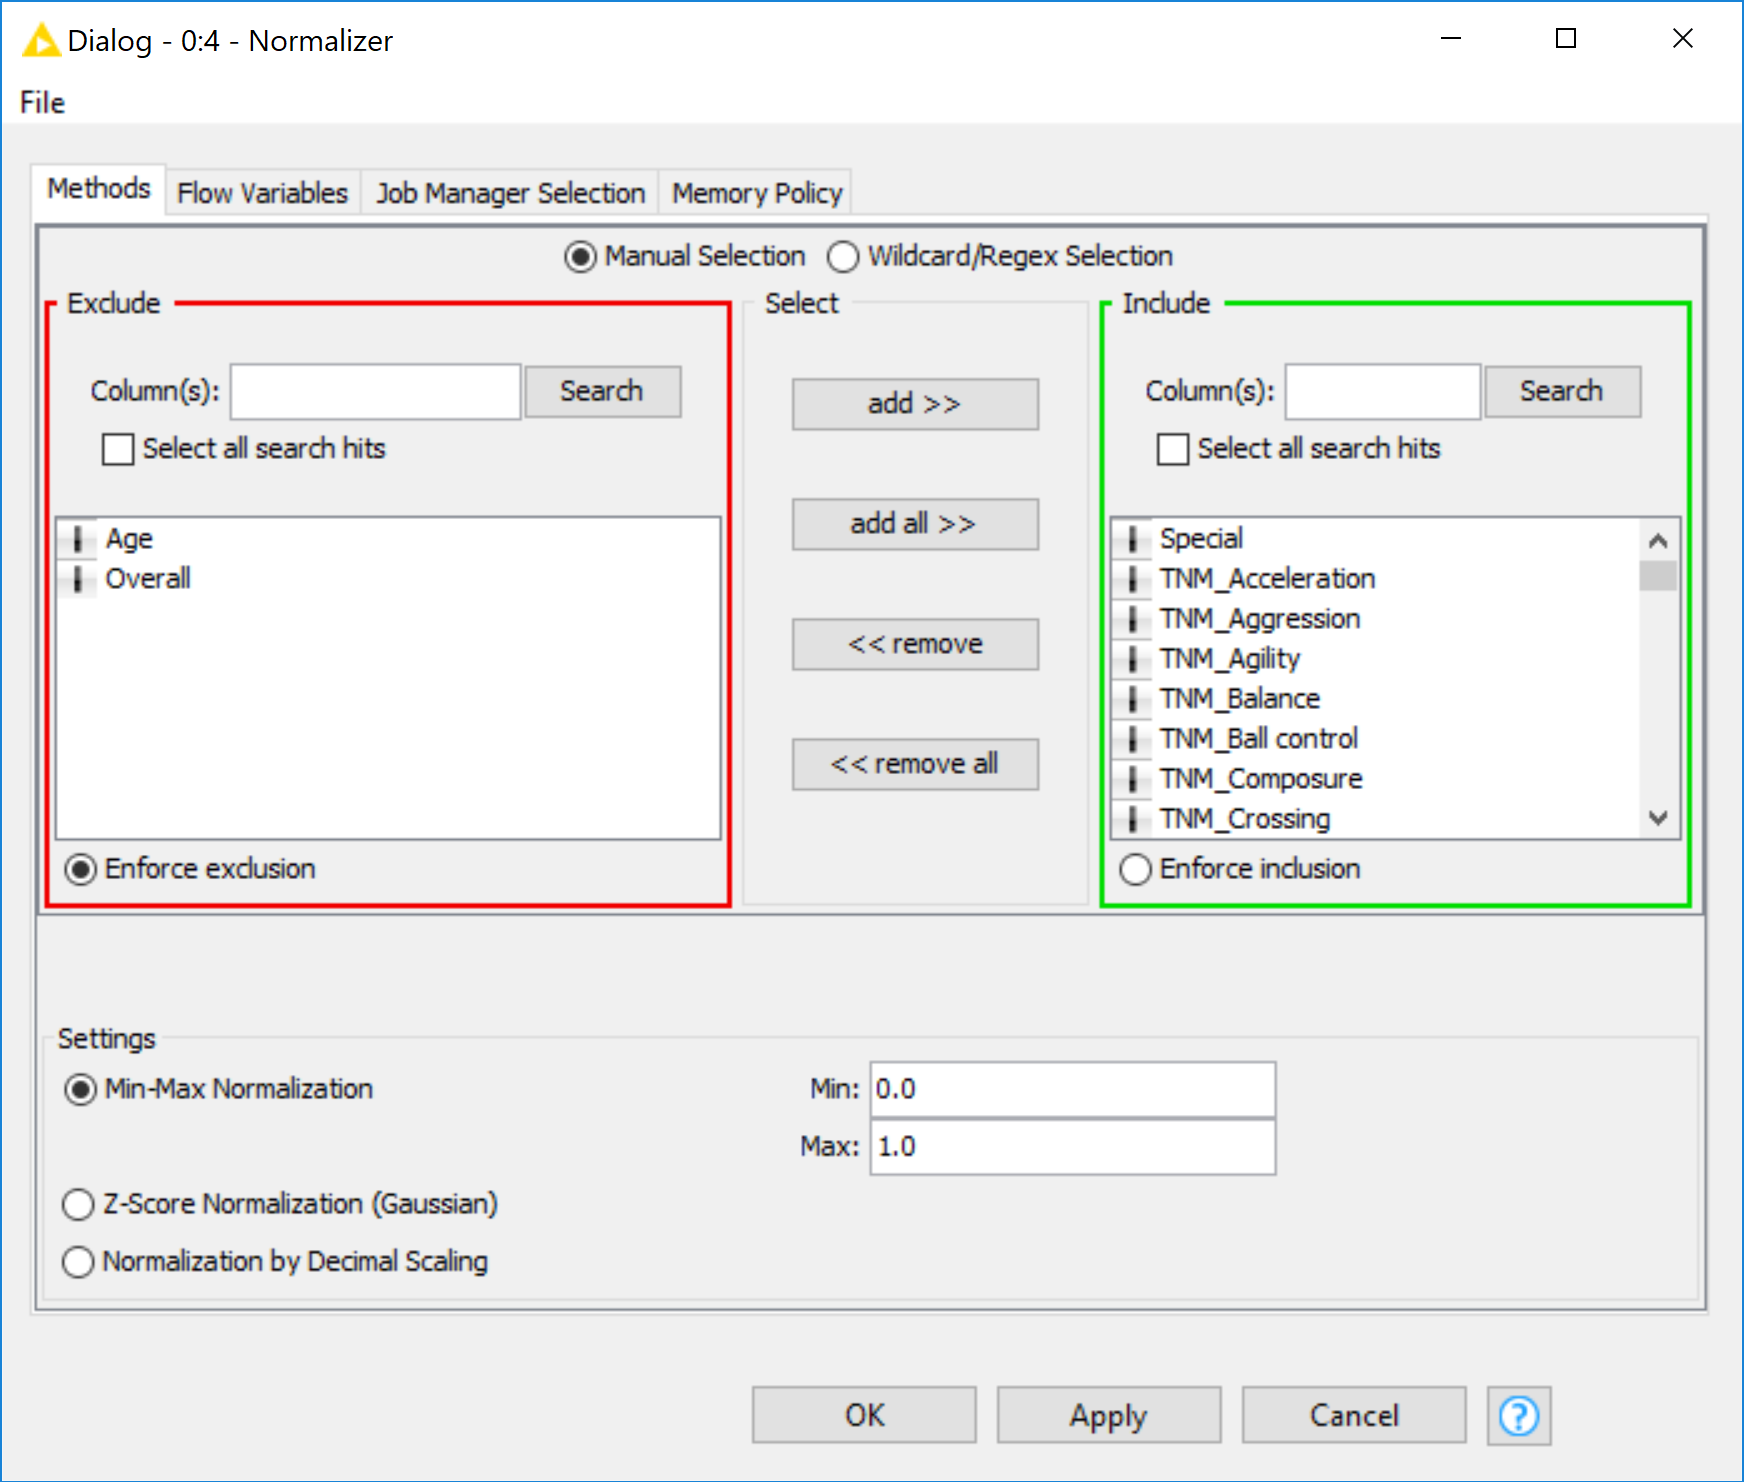 Dialog - 0:4 - Normalizer
File
Methods Flow Variables Job Manager Selection Memory Policy
Manual Selection Wildcard/Regex Selection
Exclude
Column(s): Search
Select all search hits
Age
Overall
Enforce exclusion
Select
add >>
add all >>
<< remove
<< remove all
Include
Column(s): Search
Select all search hits
Special
TNM_Acceleration
TNM_Aggression
TNM_Agility
TNM_Balance
TNM_Ball control
TNM_Composure
TNM_Crossing
Enforce inclusion
Settings
Min-Max Normalization
Min: 0.0
Max: 1.0
Z-Score Normalization (Gaussian)
Normalization by Decimal Scaling
OK Apply Cancel ?